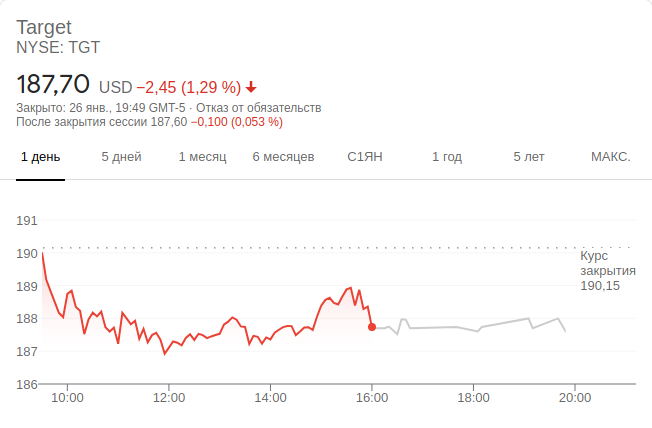 Target
NYSE: TGT
187,70 USD −2,45 (1,29 %)
Закрыто: 26 янв., 19:49 GMT-5 · Отказ от обязательств
После закрытия сессии 187,60 −0,100 (0,053 %)
1 день 5 дней 1 месяц 6 месяцев С1ЯН 1 год 5 лет МАКС.
191
190
Курс
закрытия
189
190,15
188
187
186
10:00 12:00 14:00 16:00 18:00 20:00